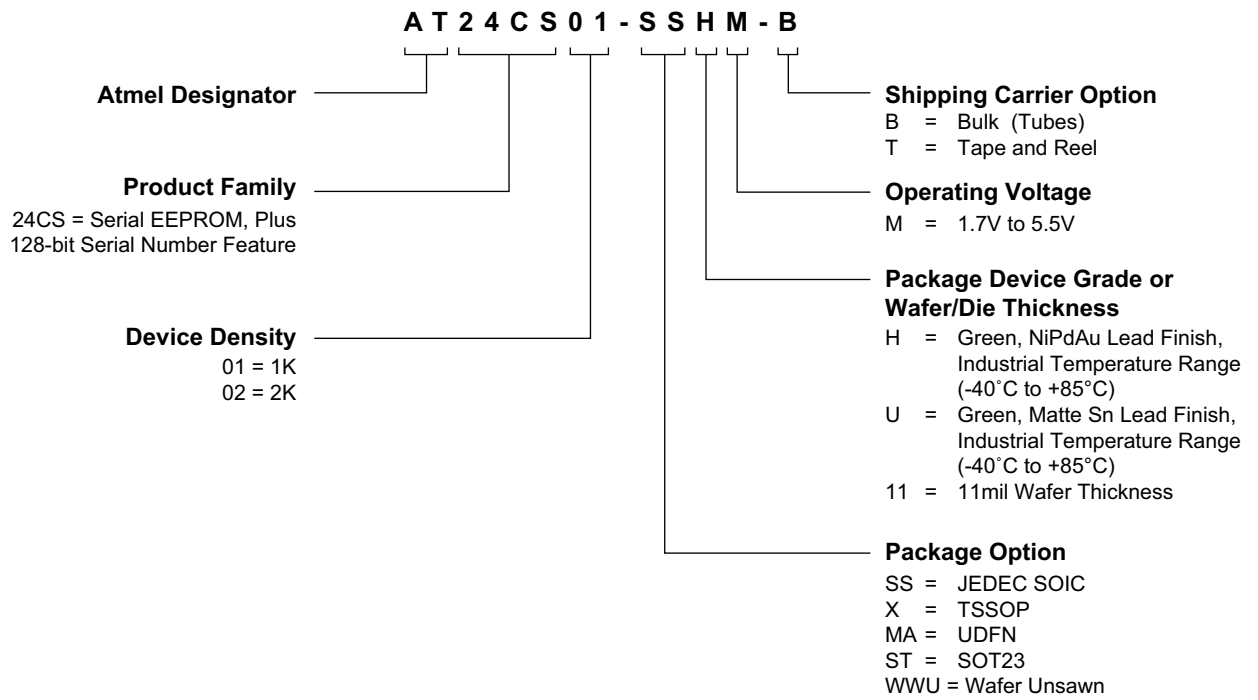 AT24CS01-SSHM-B
Atmel Designator
Product Family
24CS = Serial EEPROM, Plus
128-bit Serial Number Feature
Device Density
01 = 1K
02 = 2K
Shipping Carrier Option
B = Bulk (Tubes)
T = Tape and Reel
Operating Voltage
M = 1.7V to 5.5V
Package Device Grade or
Wafer/Die Thickness
H = Green, NiPdAu Lead Finish,
Industrial Temperature Range
(-40˚C to +85°C)
U = Green, Matte Sn Lead Finish,
Industrial Temperature Range
(-40˚C to +85°C)
11 = 11mil Wafer Thickness
Package Option
SS = JEDEC SOIC
X = TSSOP
MA = UDFN
ST = SOT23
WWU = Wafer Unsawn